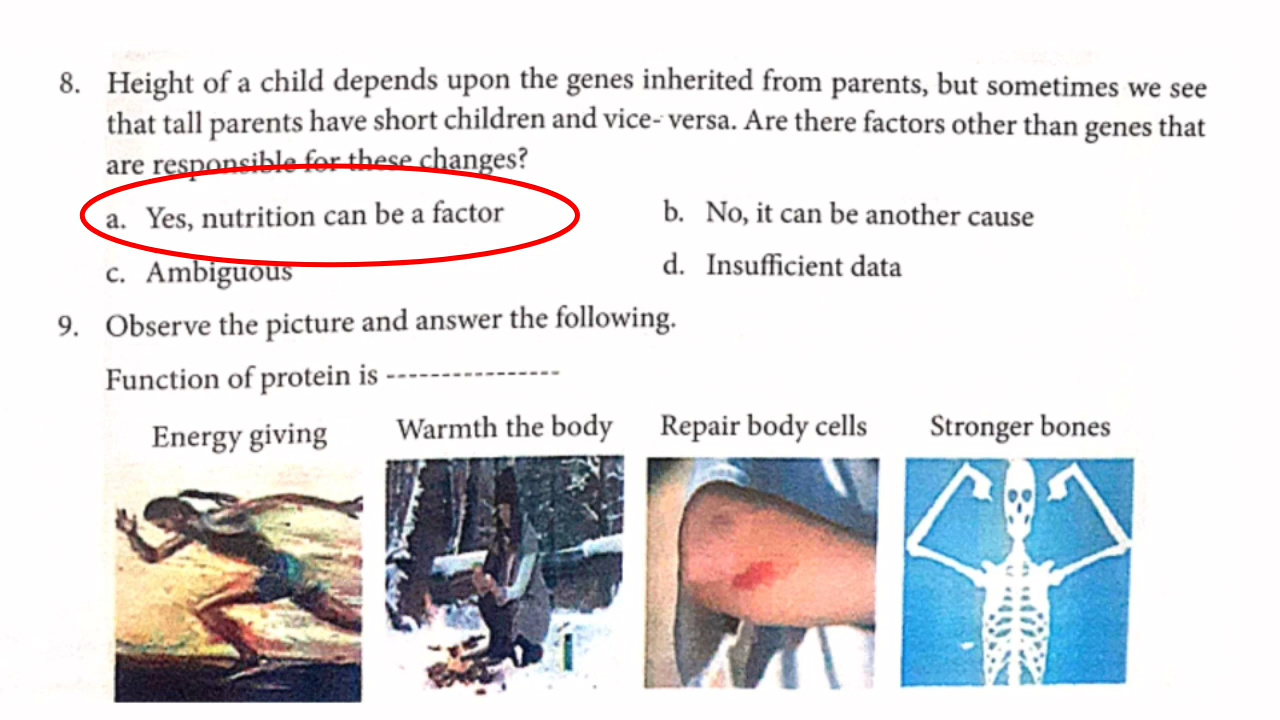 8. Height of a child depends upon the genes inherited from parents, but sometimes we see
that tall parents have short children and vice- versa. Are there factors other than genes that
are responsible for these changes?
a. Yes, nutrition can be a factor
b. No, it can be another cause
c. Ambiguous
d. Insufficient data
9. Observe the picture and answer the following.
Function of protein is ----------------
Energy giving
Warmth the body
Repair body cells
Stronger bones